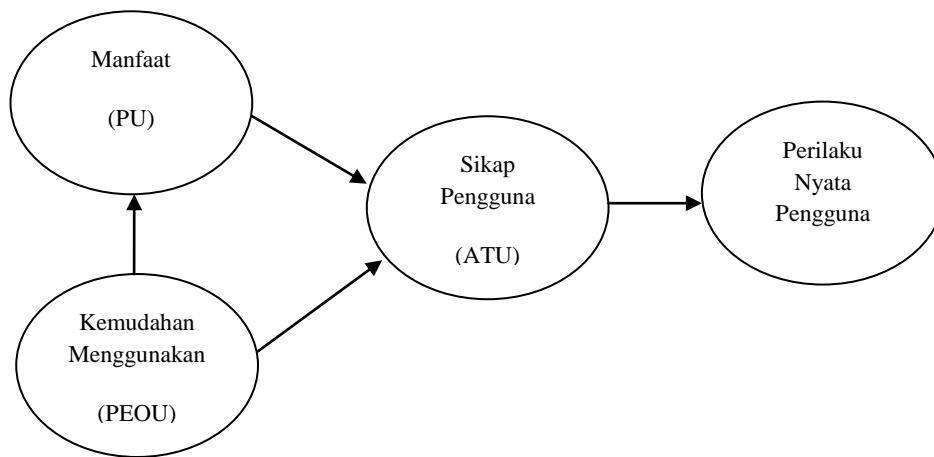 Manfaat
(PU)
Sikap
Pengguna
(ATU)
Perilaku
Nyata
Pengguna
Kemudahan
Menggunakan
(PEOU)